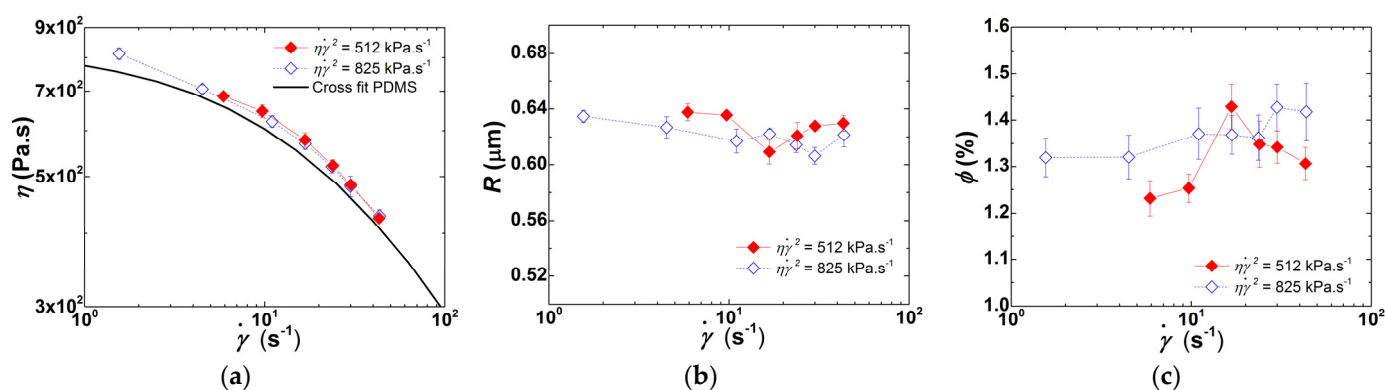 9x10²
7x10²
5x10²
3x10²
η (Pa.s)
ηγ̇ ² = 512 kPa.s⁻¹
ηγ̇ ² = 825 kPa.s⁻¹
Cross fit PDMS
10⁰ 10¹ 10²
γ̇ (s⁻¹)
(a)
0.68
0.64
0.60
0.56
0.52
R (μm)
ηγ̇ ² = 512 kPa.s⁻¹
ηγ̇ ² = 825 kPa.s⁻¹
10⁰ 10¹ 10²
γ̇ (s⁻¹)
(b)
1.6
1.5
1.4
1.3
1.2
1.1
1.0
ϕ (%)
ηγ̇ ² = 512 kPa.s⁻¹
ηγ̇ ² = 825 kPa.s⁻¹
10⁰ 10¹ 10²
γ̇ (s⁻¹)
(c)